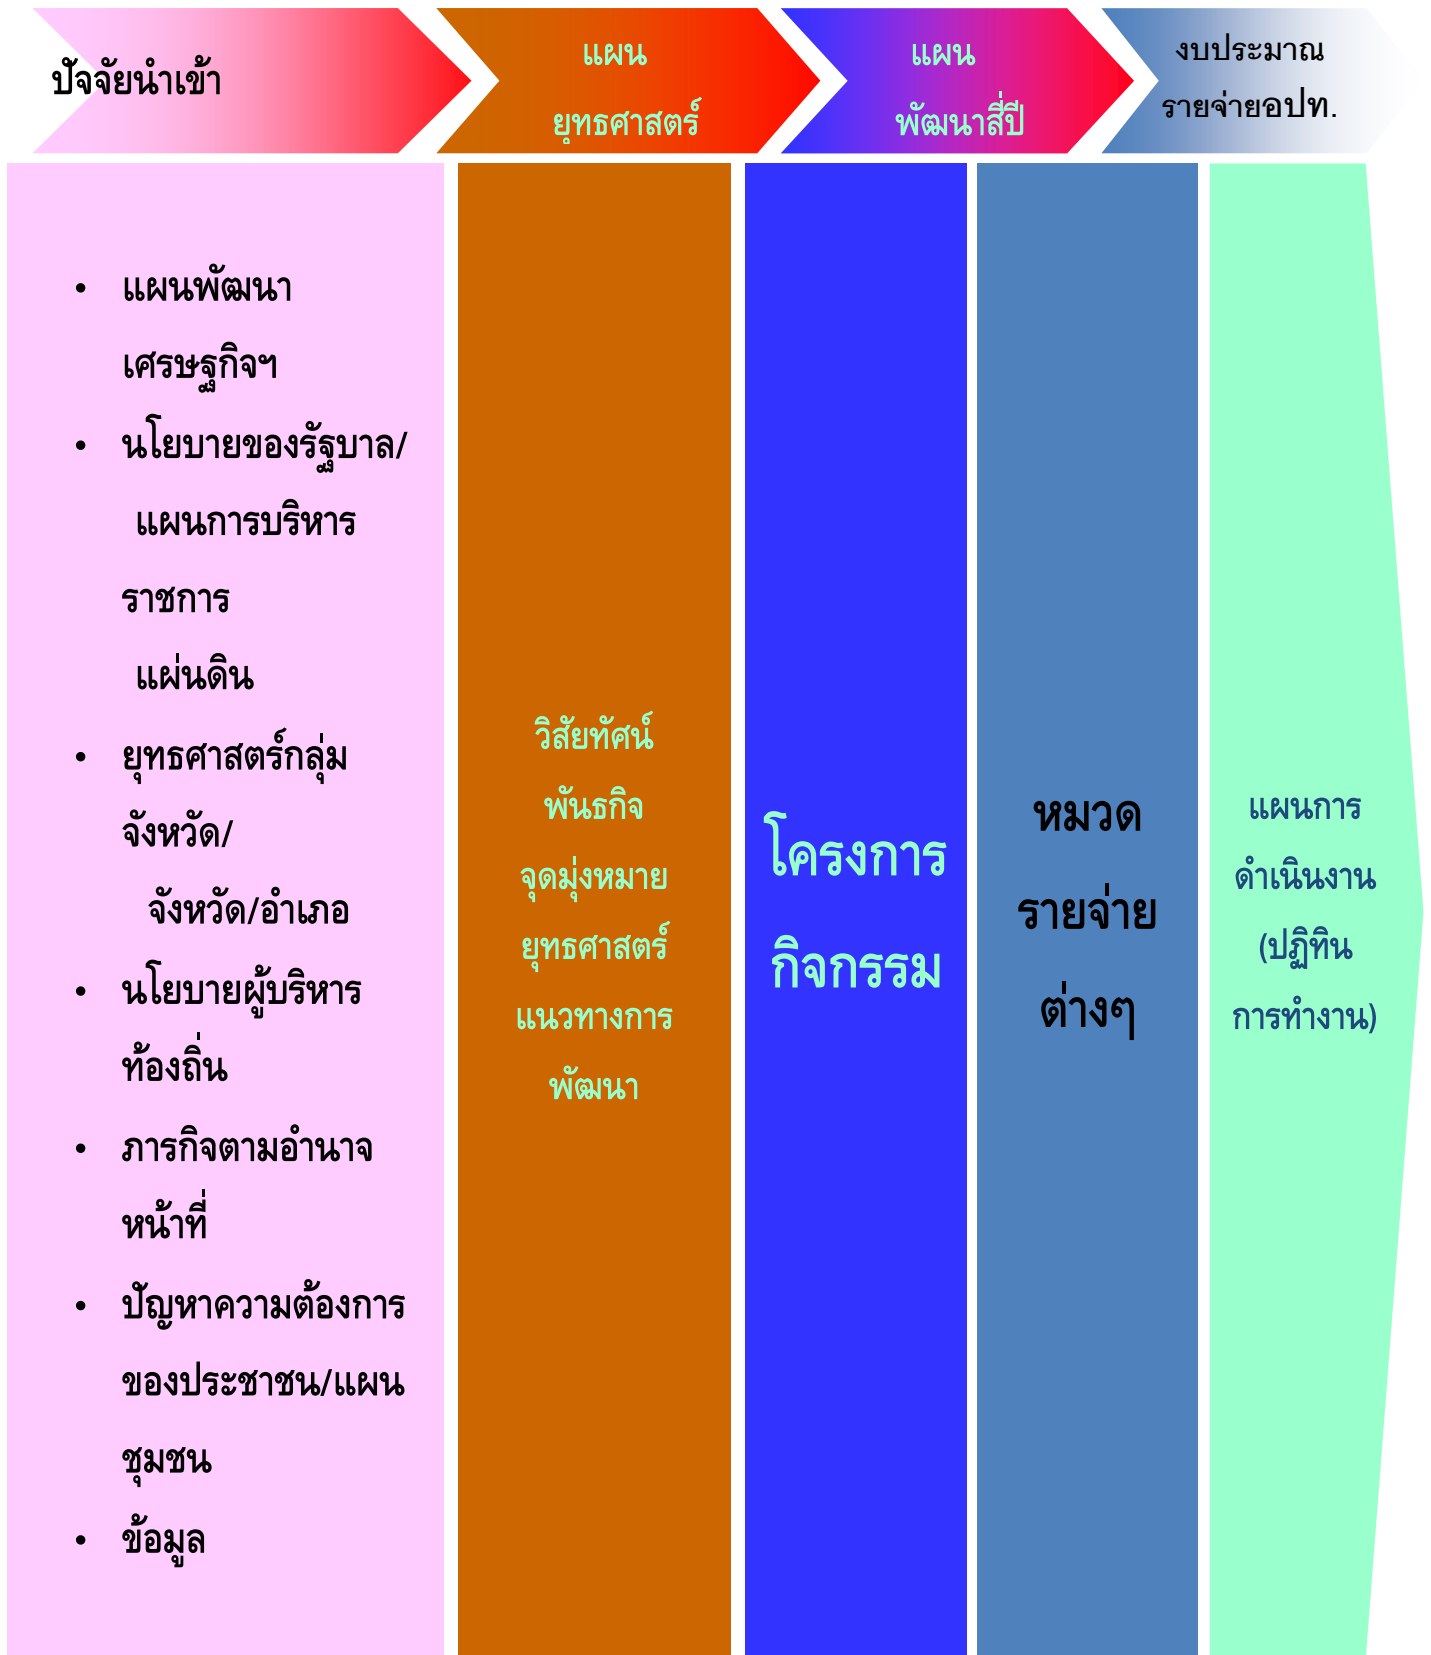 ปัจจัยนำเข้า
แผน
ยุทธศาสตร์
แผน
พัฒนาสี่ปี
งบประมาณ
รายจ่ายอปท.
• แผนพัฒนา
เศรษฐกิจฯ
• นโยบายของรัฐบาล/
แผนการบริหาร
ราชการ
แผ่นดิน
• ยุทธศาสตร์กลุ่ม
จังหวัด/
จังหวัด/อำเภอ
• นโยบายผู้บริหาร
ท้องถิ่น
• ภารกิจตามอำนาจ
หน้าที่
• ปัญหาความต้องการ
ของประชาชน/แผน
ชุมชน
• ข้อมูล
วิสัยทัศน์
พันธกิจ
จุดมุ่งหมาย
ยุทธศาสตร์
แนวทางการ
พัฒนา
โครงการ
กิจกรรม
หมวด
รายจ่าย
ต่างๆ
แผนการ
ดำเนินงาน
(ปฏิทิน
การทำงาน)